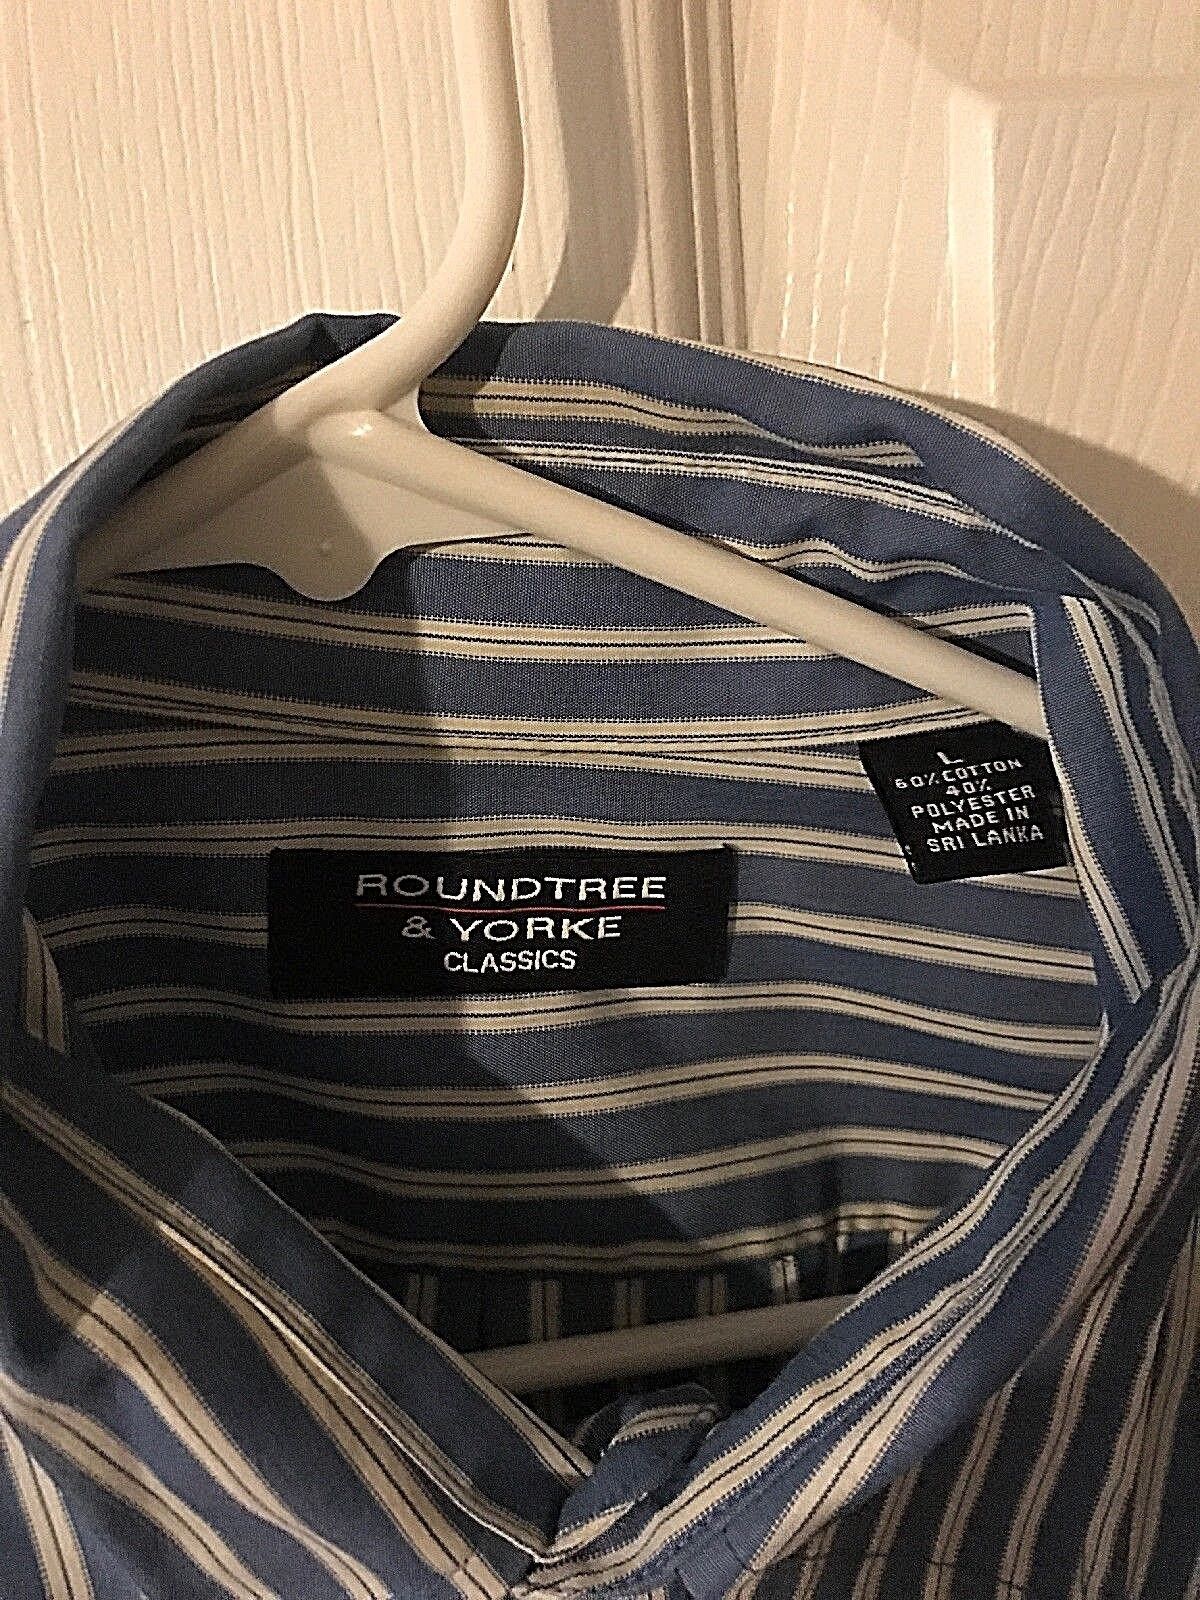 ROUNDTREE
& YORKE
CLASSICS
L
60% COTTON
40%
POLYESTER
MADE IN
SRI LANKA